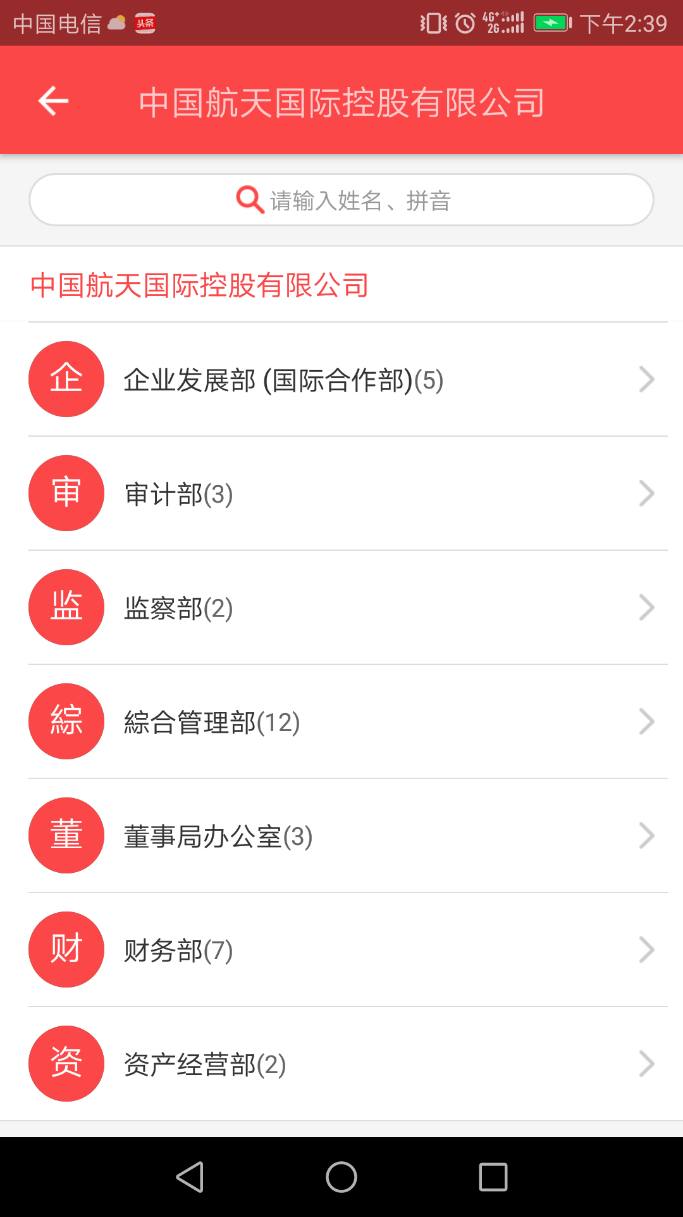 中国电信 头条 4G+ 2G 下午2:39
中国航天国际控股有限公司
请输入姓名、拼音
中国航天国际控股有限公司
企 企业发展部 (国际合作部)(5)
审 审计部(3)
监 监察部(2)
綜 綜合管理部(12)
董 董事局办公室(3)
财 财务部(7)
资 资产经营部(2)